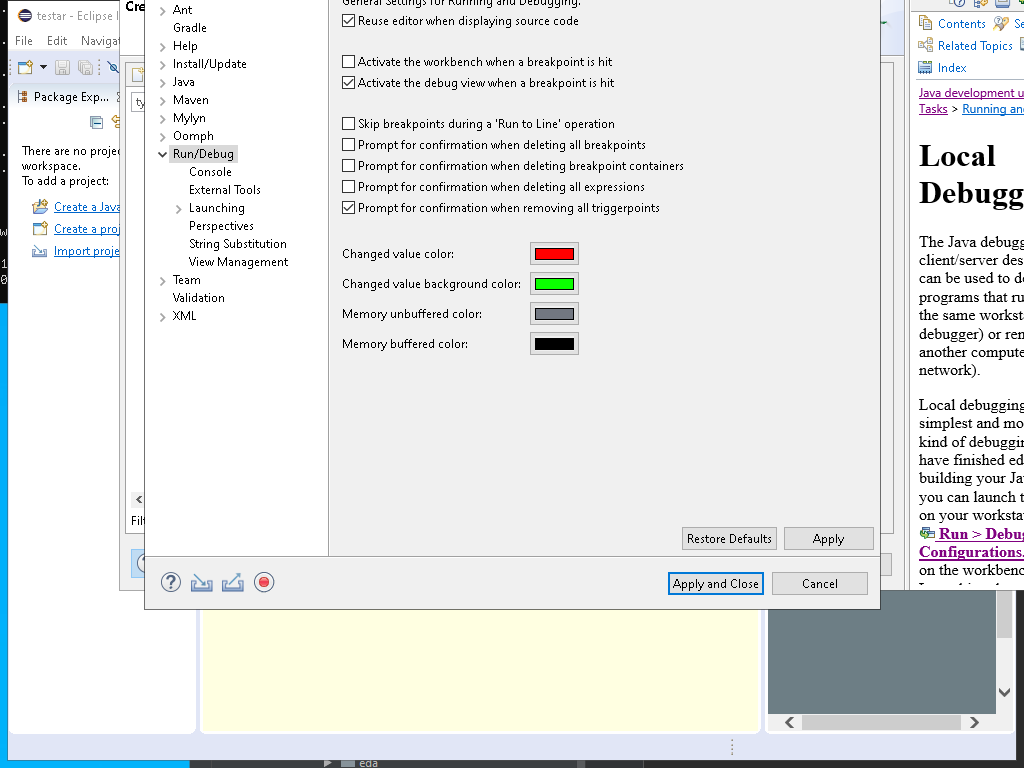 testar - Eclipse I
File Edit Navigat
Package Exp...
There are no proje
workspace.
To add a project:
Create a Java
Create a proj
Import proje
Cre
ty
Filt
Ant
Gradle
Help
Install/Update
Java
Maven
Mylyn
Oomph
Run/Debug
Console
External Tools
Launching
Perspectives
String Substitution
View Management
Team
Validation
XML
General Settings for Running and Debugging.
Reuse editor when displaying source code
Activate the workbench when a breakpoint is hit
Activate the debug view when a breakpoint is hit
Skip breakpoints during a 'Run to Line' operation
Prompt for confirmation when deleting all breakpoints
Prompt for confirmation when deleting breakpoint containers
Prompt for confirmation when deleting all expressions
Prompt for confirmation when removing all triggerpoints
Changed value color:
Changed value background color:
Memory unbuffered color:
Memory buffered color:
Restore Defaults
Apply
Apply and Close
Cancel
Contents Se
Related Topics
Index
Java development u
Tasks > Running an
Local
Debugg
The Java debugg
client/server des
can be used to de
programs that ru
the same worksta
debugger) or ren
another compute
network).
Local debugging
simplest and mo
kind of debuggin
have finished ed
building your Ja
you can launch t
on your worksta
Run > Debu
Configurations.
on the workbenc
eda